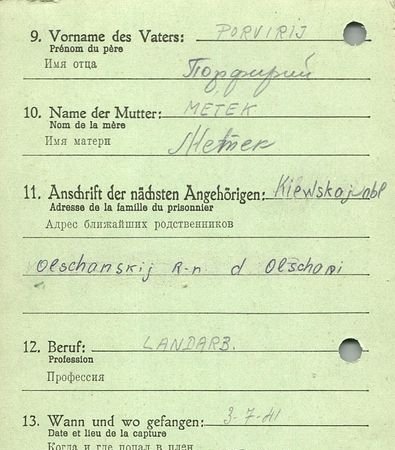 9. Vorname des Vaters: PORVIRIJ
Prénom du père
Имя отца
Порфирий
10. Name der Mutter: METEK
Nom de la mère
Имя матери
Метек
11. Anschrift der nächsten Angehörigen: Kiewskaj obl
Adresse de la famille du prisonnier
Адрес ближайших родственников
Olschanskij R-n d Olschani
12. Beruf: LANDARB.
Profession
Профессия
13. Wann und wo gefangen: 3-7-41
Date et lieu de la capture
Когда и где попал в плен